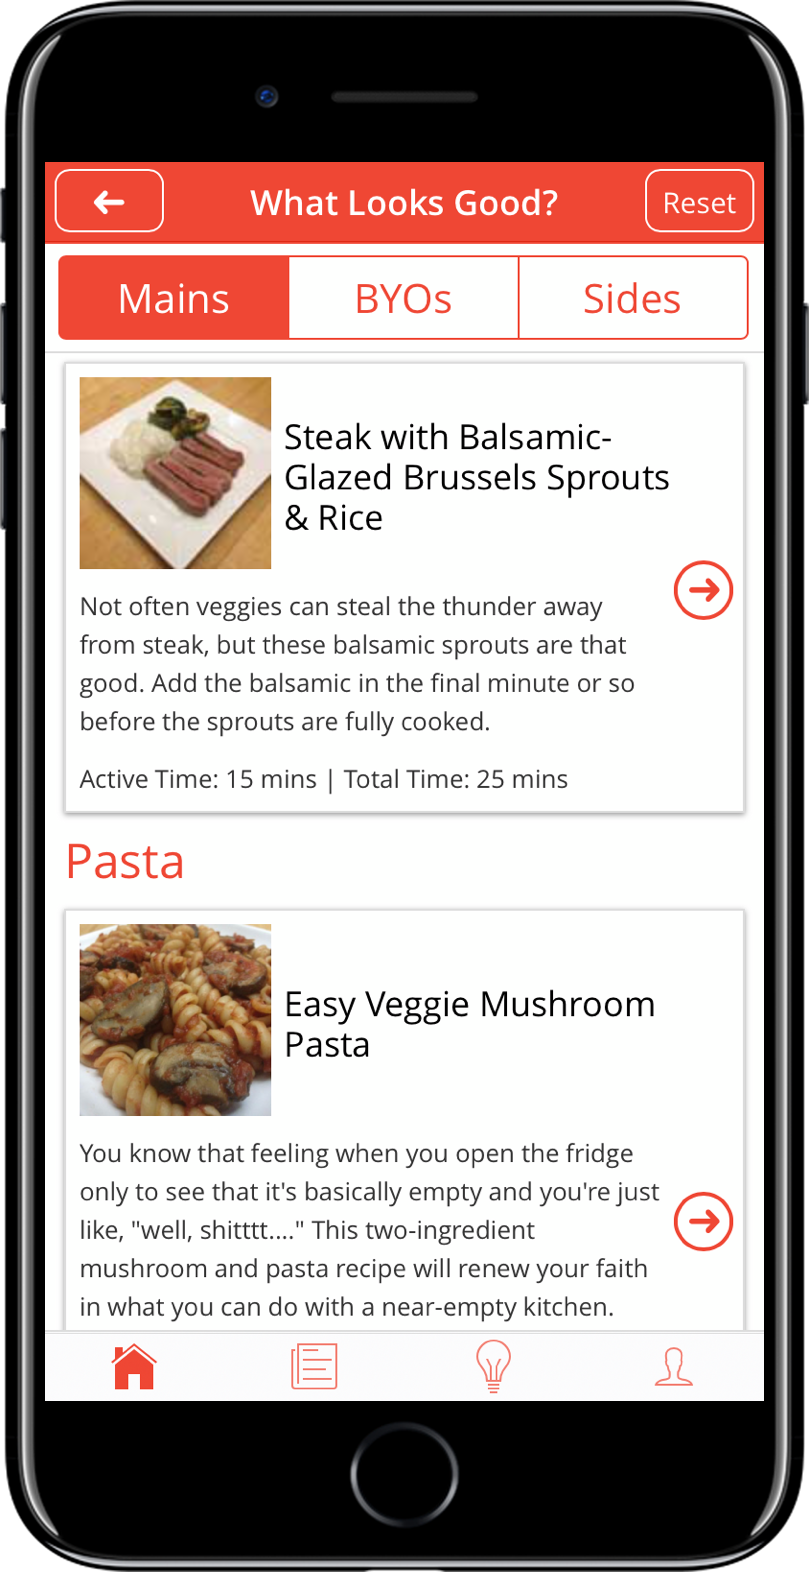 What Looks Good?
Reset
Mains
BYOs
Sides
Steak with Balsamic-
Glazed Brussels Sprouts
& Rice
Not often veggies can steal the thunder away
from steak, but these balsamic sprouts are that
good. Add the balsamic in the final minute or so
before the sprouts are fully cooked.
Active Time: 15 mins | Total Time: 25 mins
Pasta
Easy Veggie Mushroom
Pasta
You know that feeling when you open the fridge
only to see that it's basically empty and you're just
like, "well, shitttt...." This two-ingredient
mushroom and pasta recipe will renew your faith
in what you can do with a near-empty kitchen.